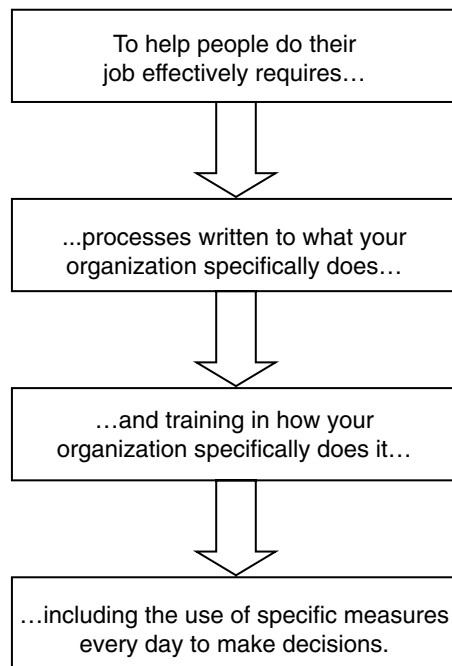 To help people do their
job effectively requires…
...processes written to what your
organization specifically does…
…and training in how your
organization specifically does it…
…including the use of specific measures
every day to make decisions.